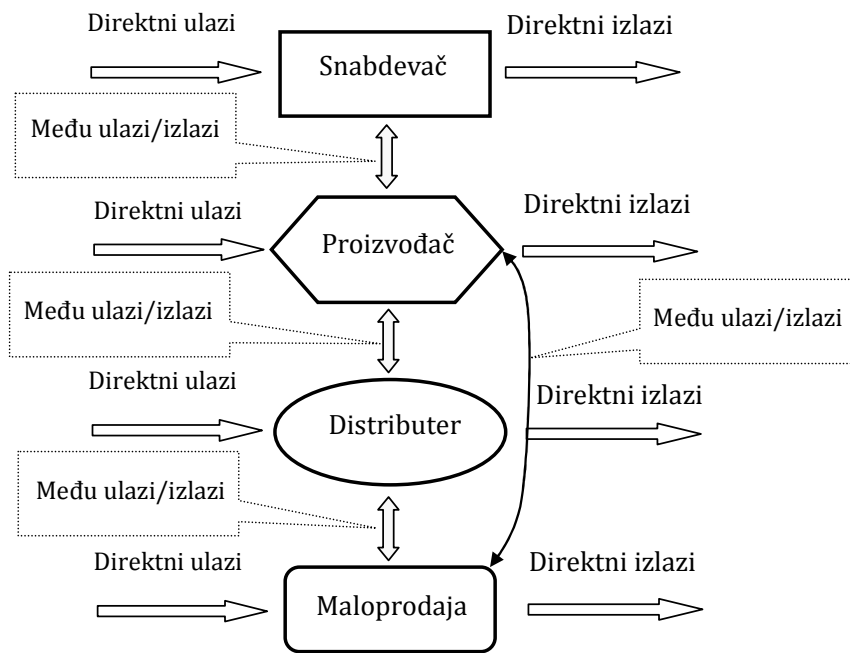 Direktni ulazi
Snabdevač
Direktni izlazi
Među ulazi/izlazi
Direktni ulazi
Proizvođač
Direktni izlazi
Među ulazi/izlazi
Među ulazi/izlazi
Direktni ulazi
Distributer
Direktni izlazi
Među ulazi/izlazi
Direktni ulazi
Maloprodaja
Direktni izlazi